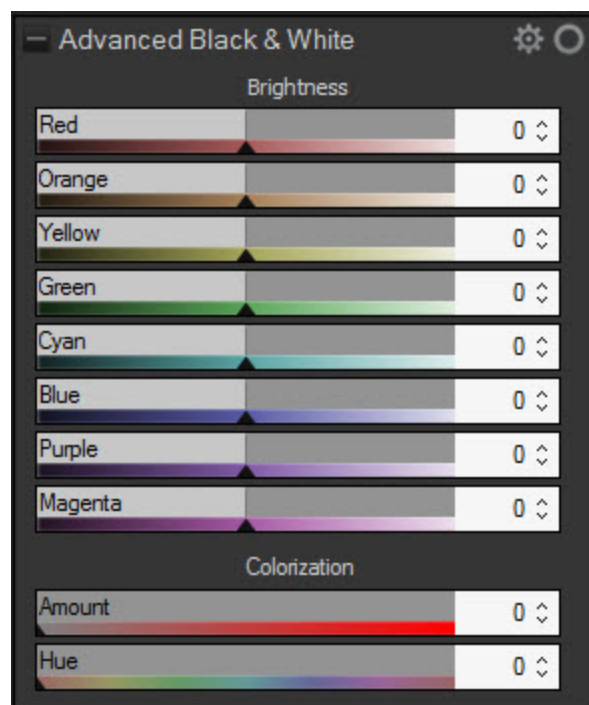 Advanced Black & White
Brightness
Red 0
Orange 0
Yellow 0
Green 0
Cyan 0
Blue 0
Purple 0
Magenta 0
Colorization
Amount 0
Hue 0